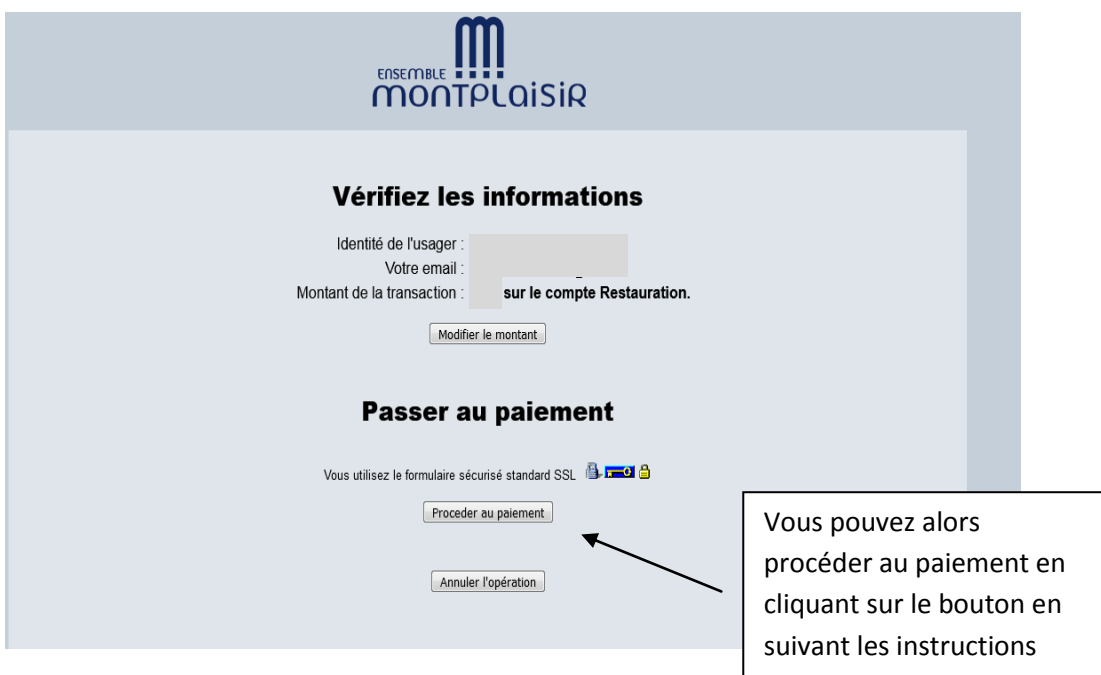 ENSEMBLE
MONTPLAISIR
Vérifiez les informations
Identité de l'usager :
Votre email :
Montant de la transaction : sur le compte Restauration.
Modifier le montant
Passer au paiement
Vous utilisez le formulaire sécurisé standard SSL
Proceder au paiement
Annuler l'opération
Vous pouvez alors
procéder au paiement en
cliquant sur le bouton en
suivant les instructions